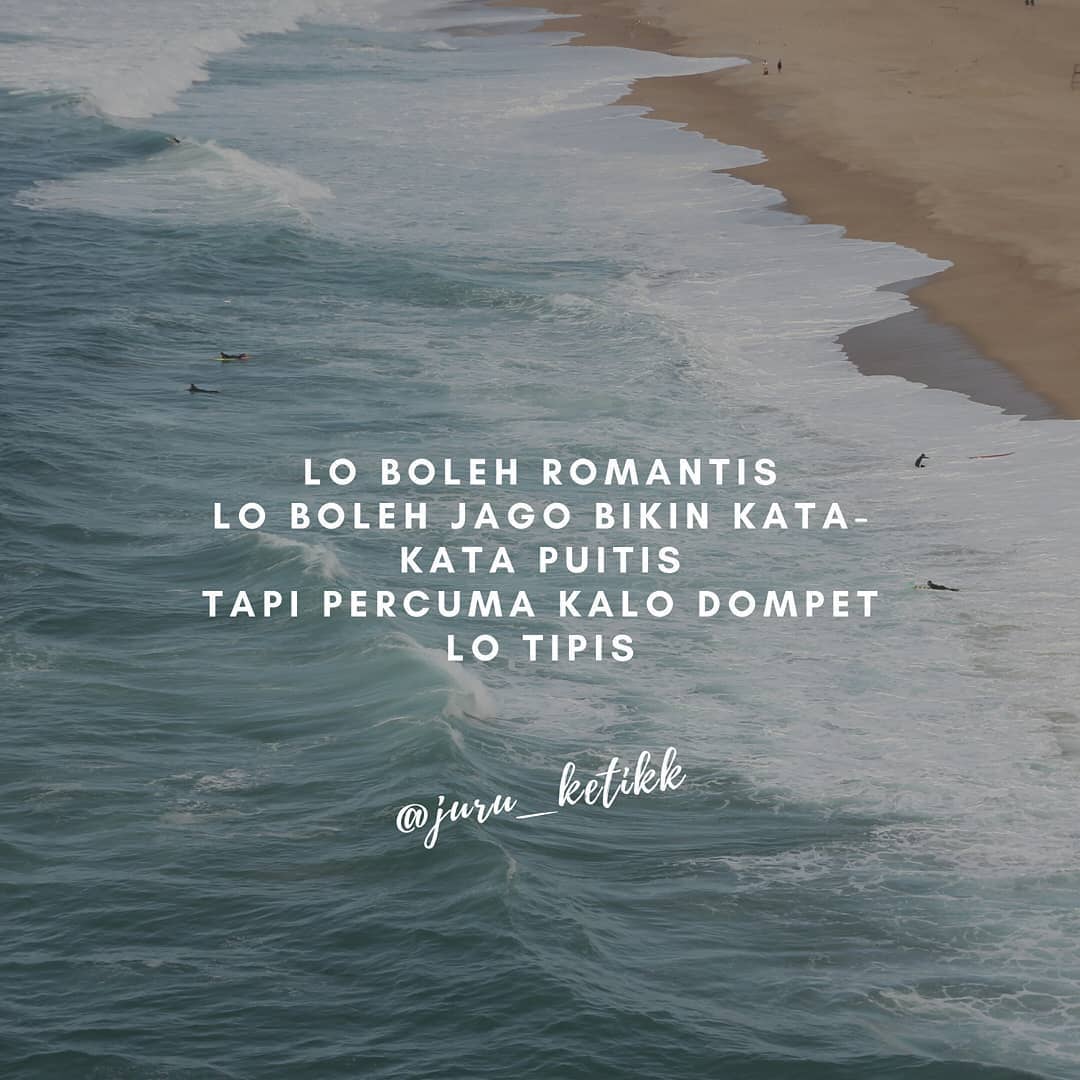 LO BOLEH ROMANTIS
LO BOLEH JAGO BIKIN KATA-
KATA PUITIS
TAPI PERCUMA KALO DOMPET
LO TIPIS
@juru_ketikk